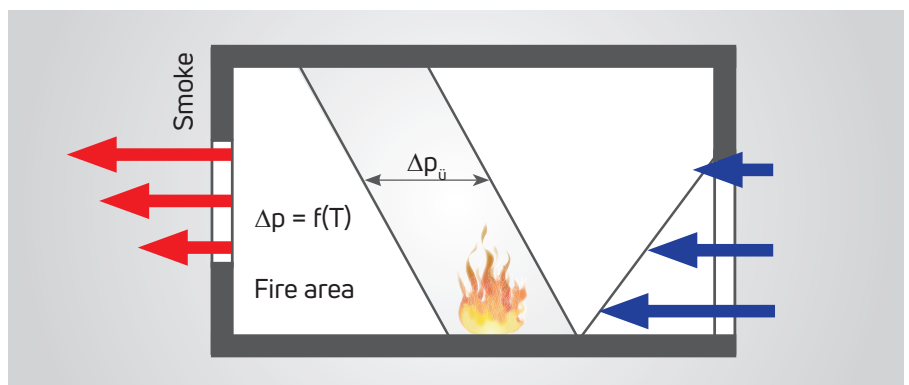 Smoke
Δpü
Δp = f(T)
Fire area